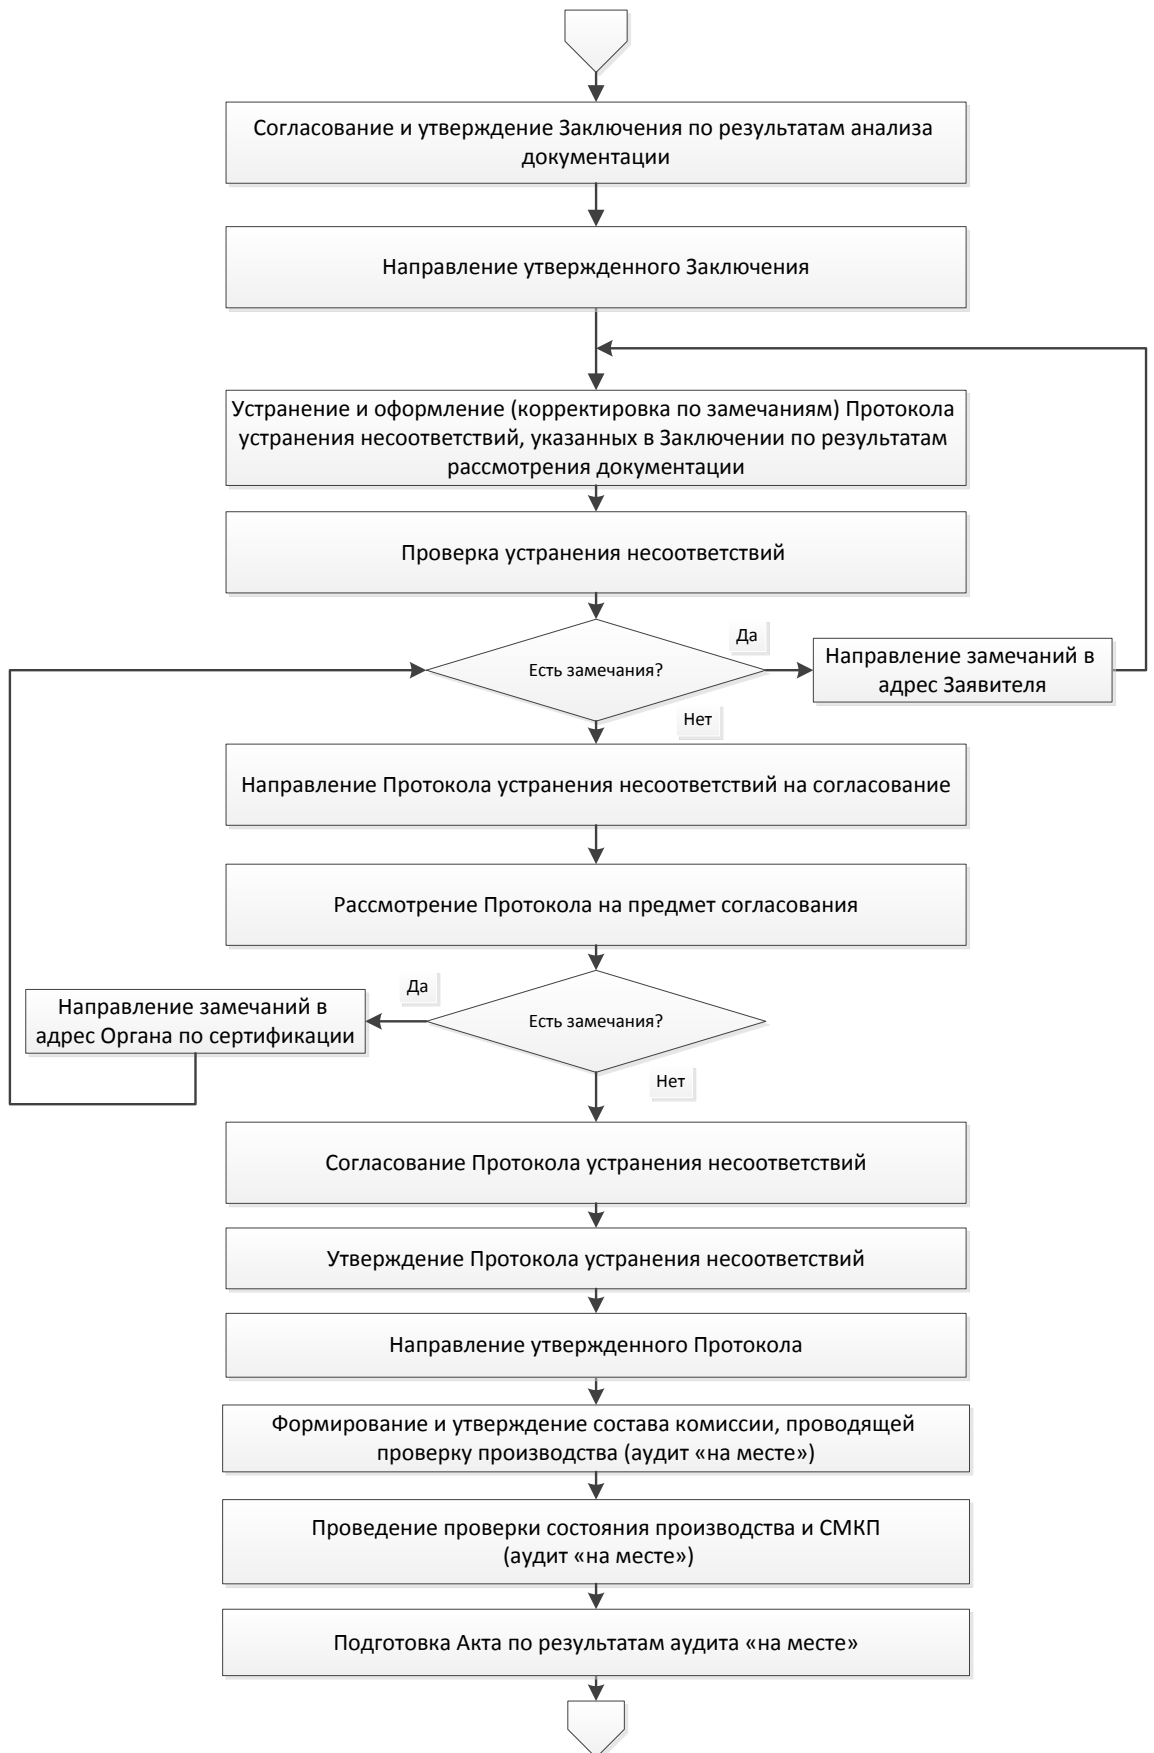 Согласование и утверждение Заключения по результатам анализа
документации
Направление утвержденного Заключения
Устранение и оформление (корректировка по замечаниям) Протокола
устранения несоответствий, указанных в Заключении по результатам
рассмотрения документации
Проверка устранения несоответствий
Есть замечания?
Да
Направление замечаний в
адрес Заявителя
Нет
Направление Протокола устранения несоответствий на согласование
Рассмотрение Протокола на предмет согласования
Есть замечания?
Да
Направление замечаний в
адрес Органа по сертификации
Нет
Согласование Протокола устранения несоответствий
Утверждение Протокола устранения несоответствий
Направление утвержденного Протокола
Формирование и утверждение состава комиссии, проводящей
проверку производства (аудит «на месте»)
Проведение проверки состояния производства и СМКП
(аудит «на месте»)
Подготовка Акта по результатам аудита «на месте»